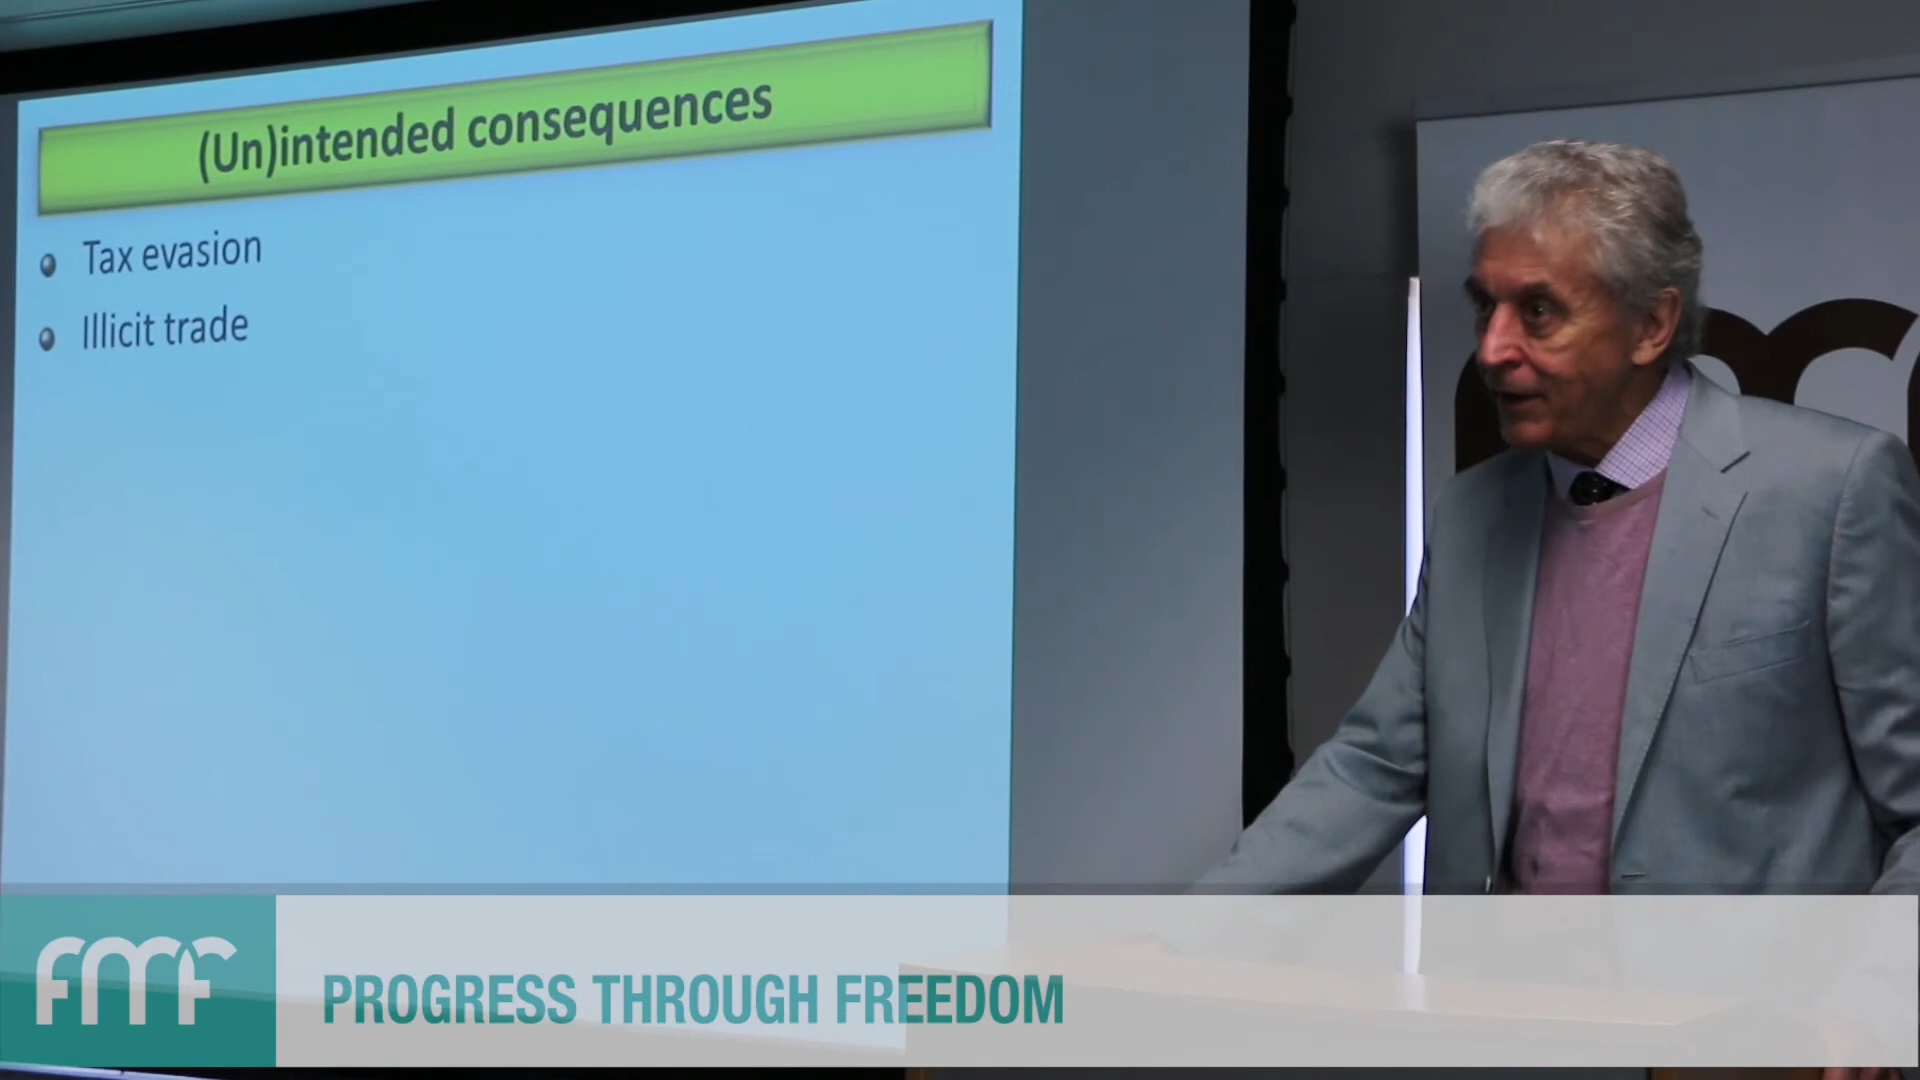 (Un)intended consequences
Tax evasion
Illicit trade
FMF
PROGRESS THROUGH FREEDOM